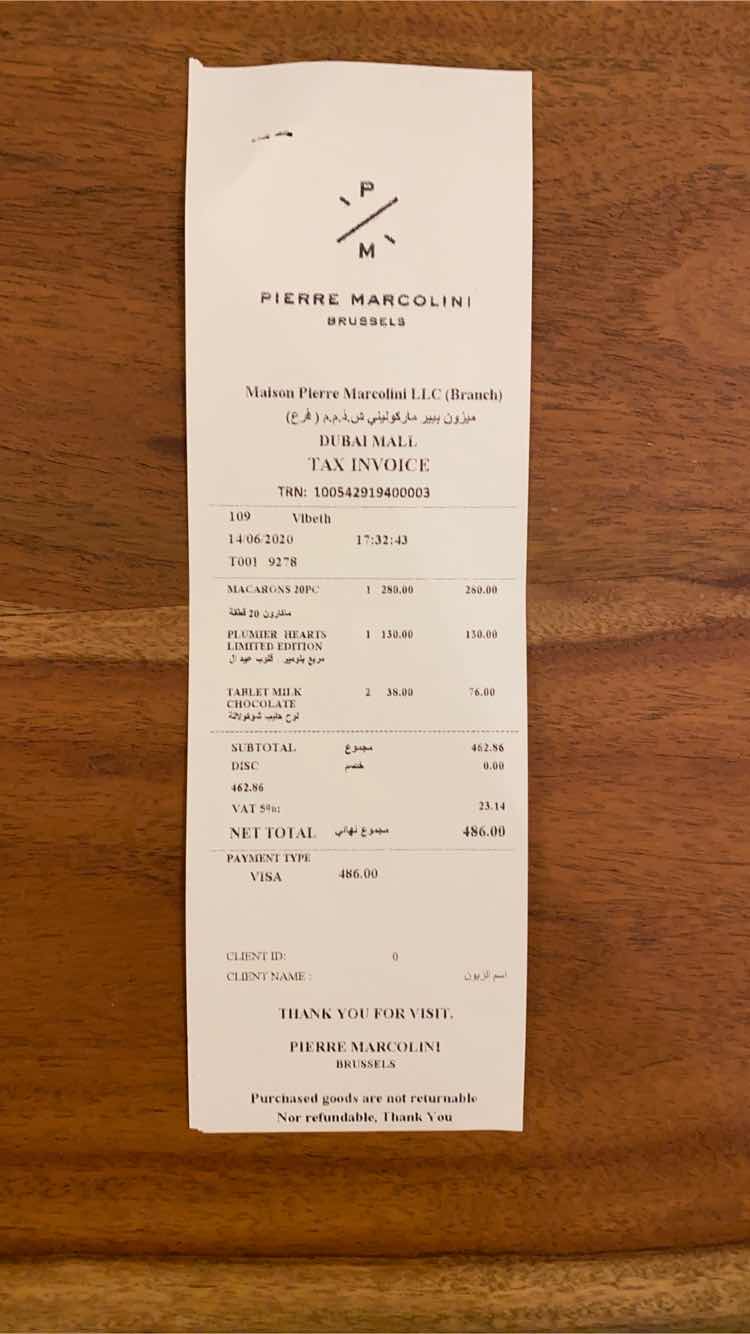 P
M
PIERRE MARCOLINI
BRUSSELS
Maison Pierre Marcolini LLC (Branch)
ميزون بيير ماركوليني ش.ذ.م.م (فرع)
DUBAI MALL
TAX INVOICE
TRN: 100542919400003
109 Vibeth
14/06/2020 17:32:43
T001 9278
MACARONS 20PC 1 280.00 280.00
ماكارون 20 قطعة
PLUMIER HEARTS 1 130.00 130.00
LIMITED EDITION
مربع بلومير قلوب عيد ال
TABLET MILK 2 38.00 76.00
CHOCOLATE
لوح حليب شوكولاتة
SUBTOTAL مجموع 462.86
DISC خصم 0.00
462.86
VAT 5%: 23.14
NET TOTAL مجموع نهائي 486.00
PAYMENT TYPE
VISA 486.00
CLIENT ID: 0
CLIENT NAME : اسم الزبون
THANK YOU FOR VISIT.
PIERRE MARCOLINI
BRUSSELS
Purchased goods are not returnable
Nor refundable, Thank You